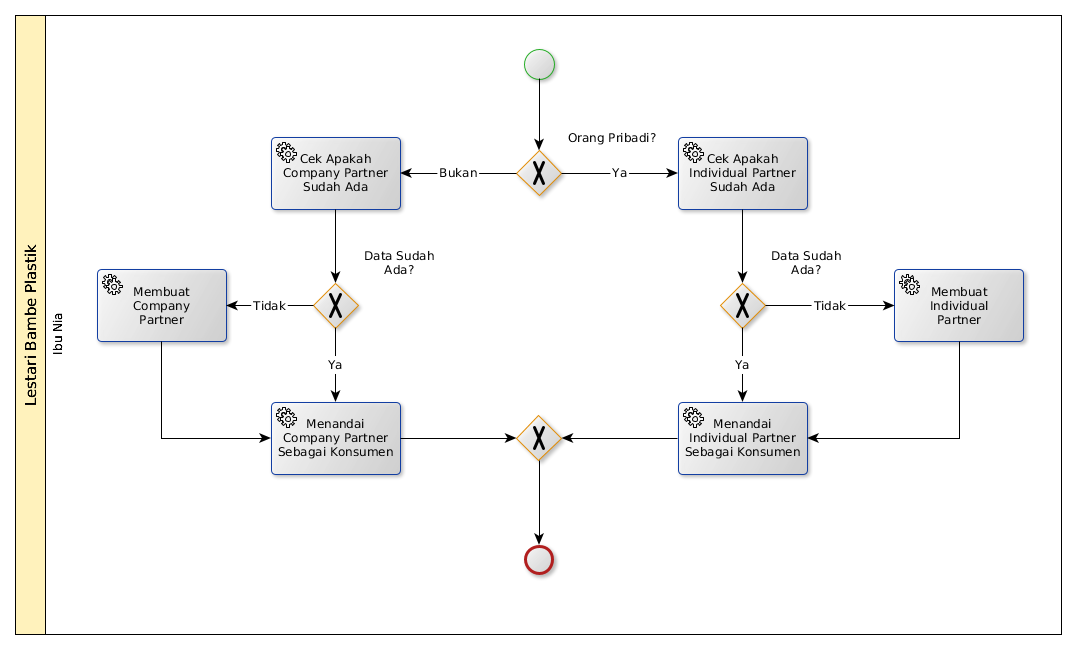 Lestari Bambe Plastik
Ibu Nia
Orang Pribadi?
Cek Apakah
Company Partner
Sudah Ada
Bukan
Ya
Cek Apakah
Individual Partner
Sudah Ada
Data Sudah
Ada?
Data Sudah
Ada?
Membuat
Company
Partner
Tidak
Tidak
Membuat
Individual
Partner
Ya
Ya
Menandai
Company Partner
Sebagai Konsumen
Menandai
Individual Partner
Sebagai Konsumen